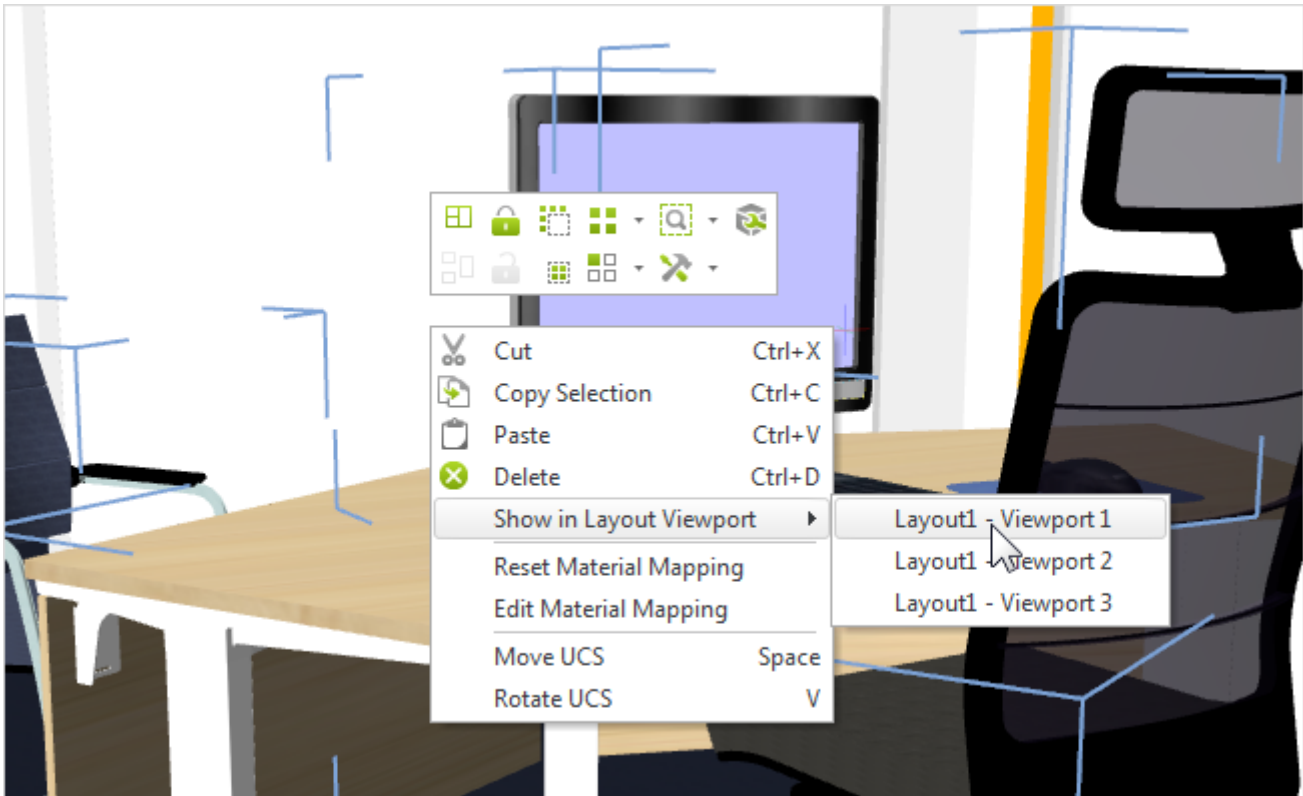 Cut Ctrl+X
Copy Selection Ctrl+C
Paste Ctrl+V
Delete Ctrl+D
Show in Layout Viewport
Layout1 - Viewport 1
Layout1 - Viewport 2
Layout1 - Viewport 3
Reset Material Mapping
Edit Material Mapping
Move UCS Space
Rotate UCS V